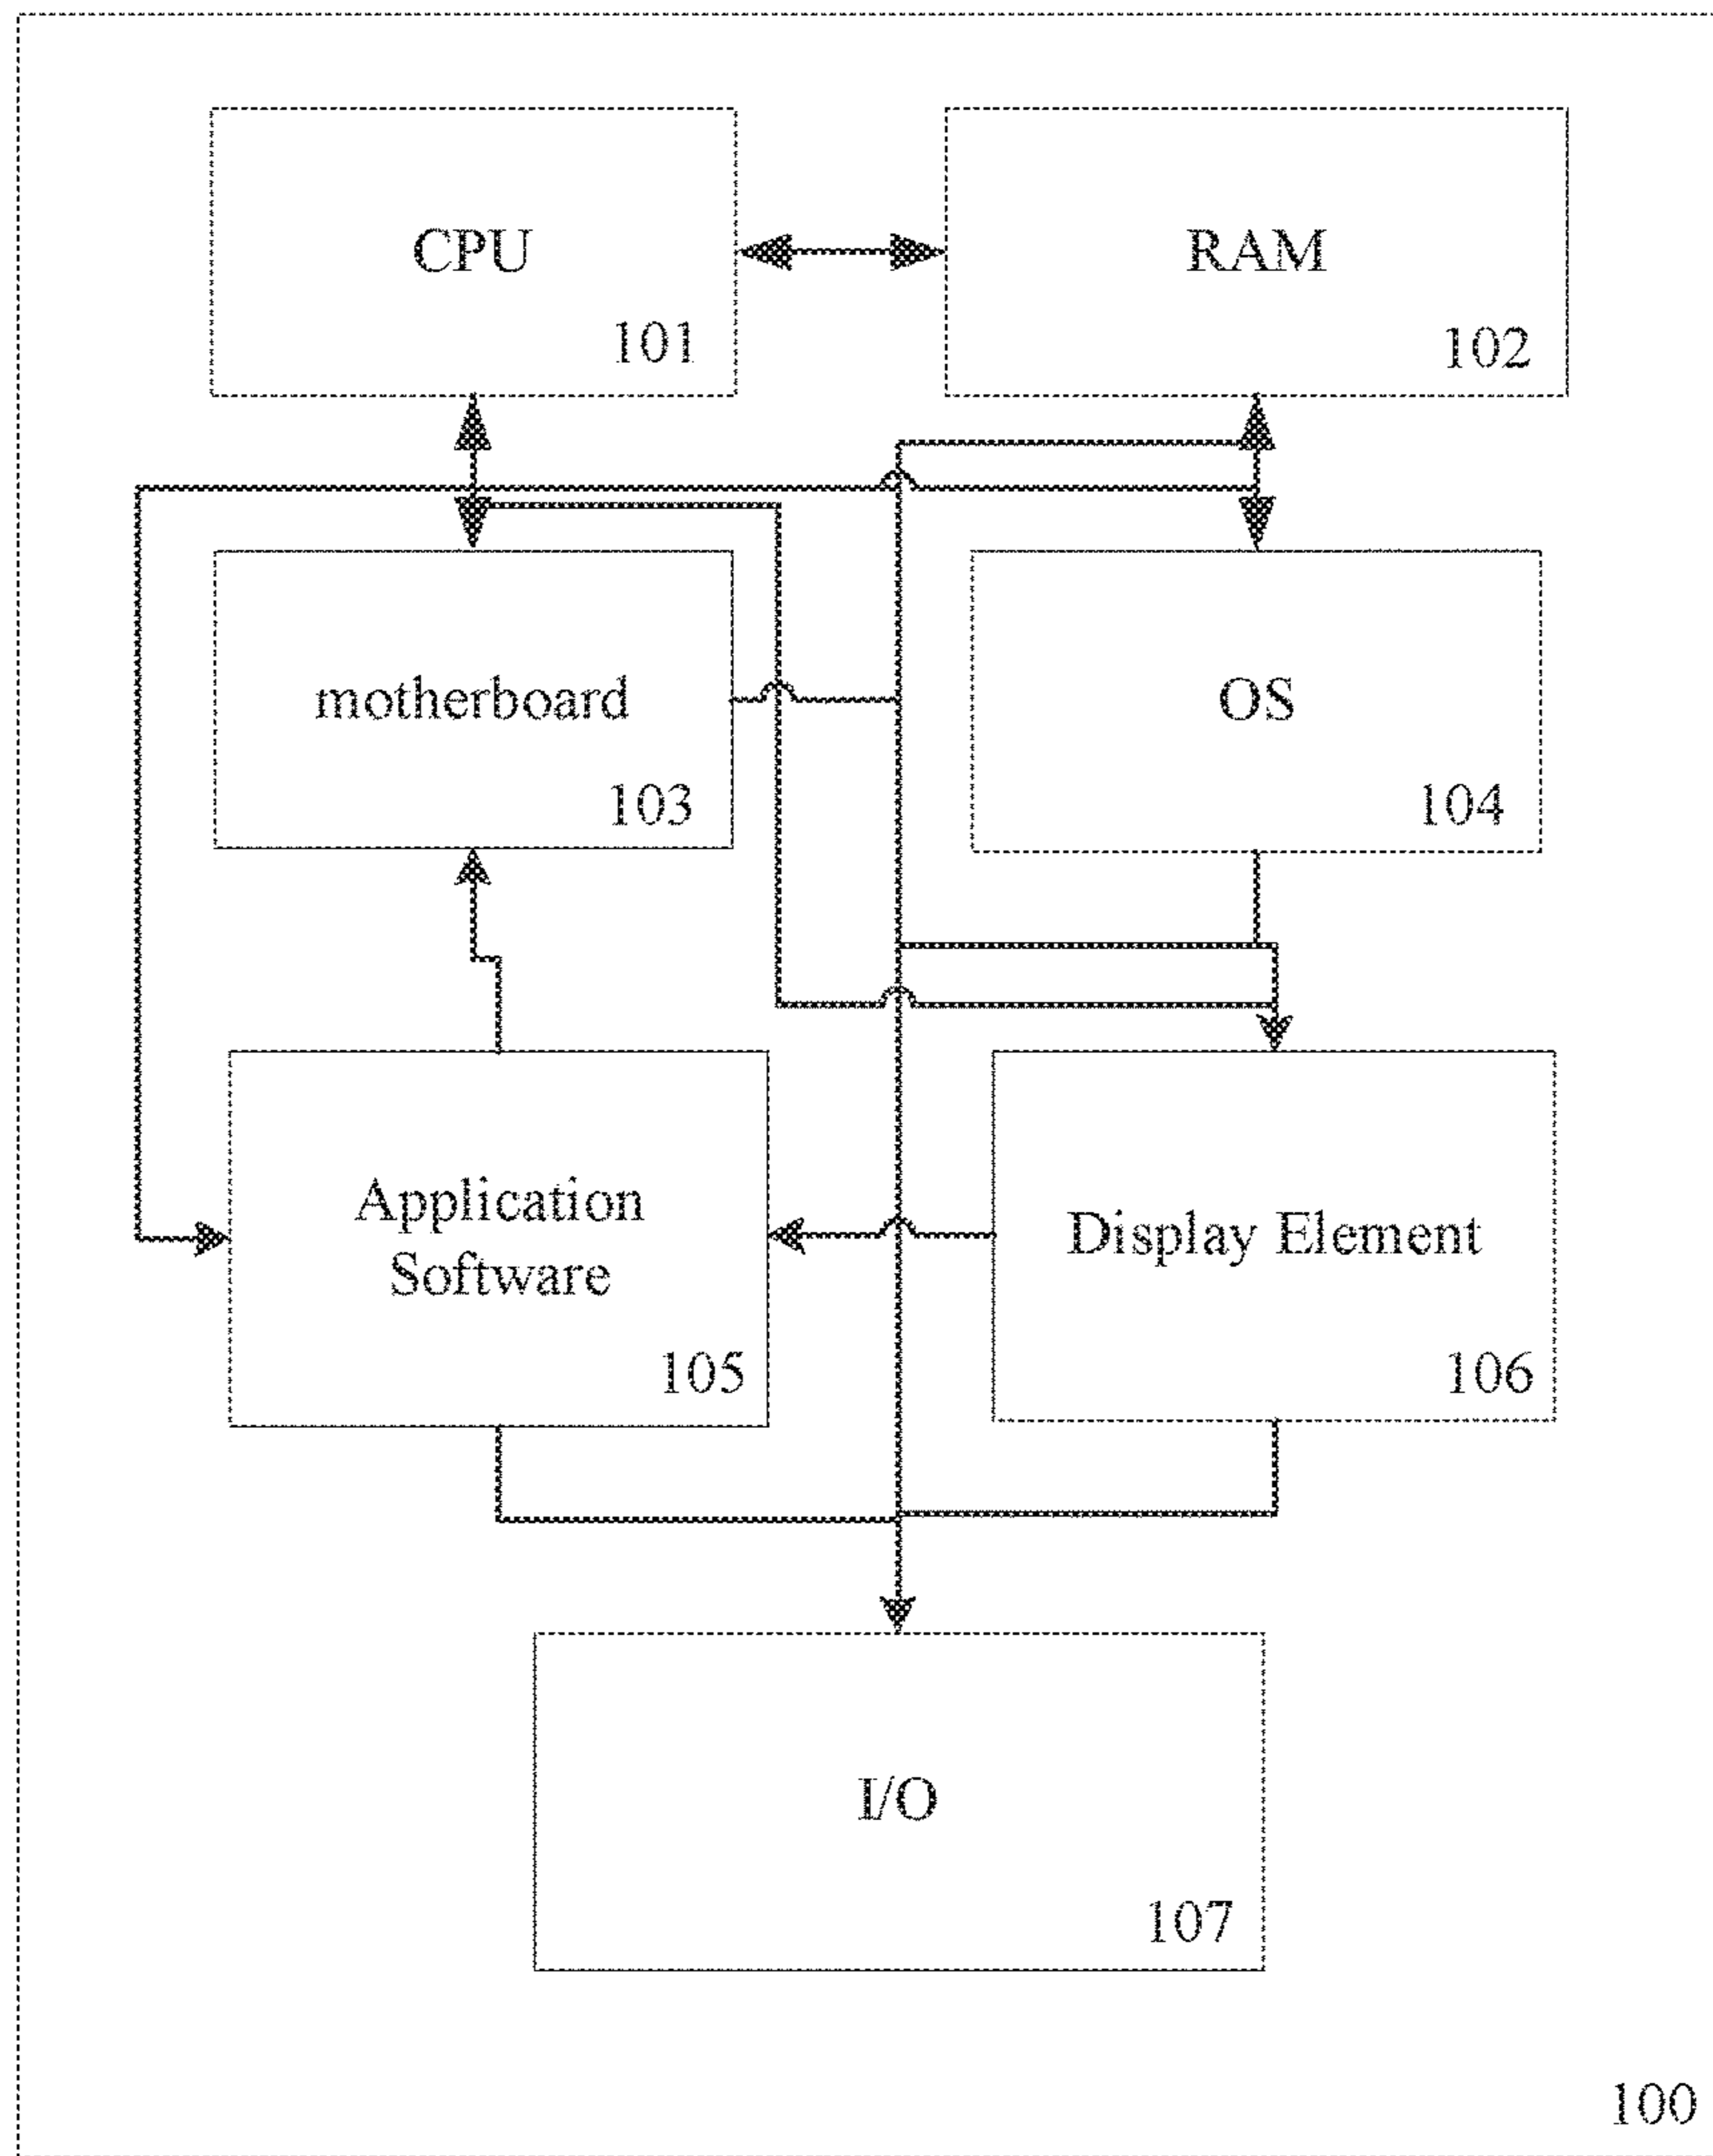 CPU
101
RAM
102
motherboard
103
OS
104
Application
Software
105
Display Element
106
I/O
107
100